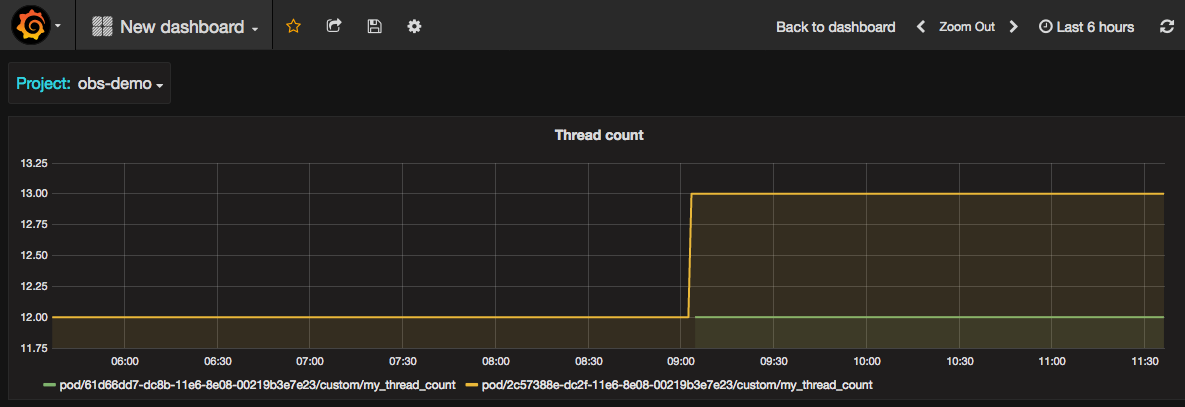 New dashboard
Back to dashboard Zoom Out Last 6 hours
Project: obs-demo
Thread count
13.25
13.00
12.75
12.50
12.25
12.00
11.75
06:00 06:30 07:00 07:30 08:00 08:30 09:00 09:30 10:00 10:30 11:00 11:30
pod/61d66dd7-dc8b-11e6-8e08-00219b3e7e23/custom/my_thread_count pod/2c57388e-dc2f-11e6-8e08-00219b3e7e23/custom/my_thread_count